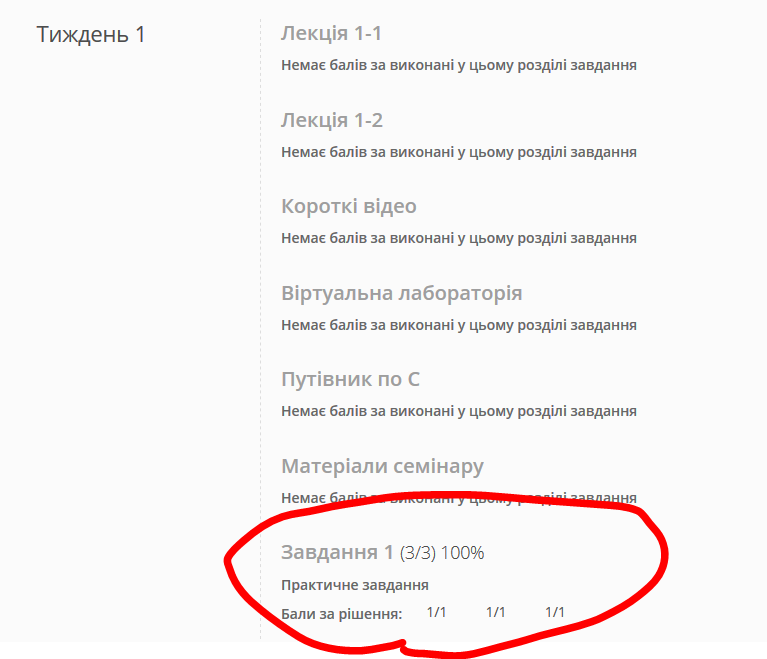 Тиждень 1
Лекція 1-1
Немає балів за виконані у цьому розділі завдання
Лекція 1-2
Немає балів за виконані у цьому розділі завдання
Короткі відео
Немає балів за виконані у цьому розділі завдання
Віртуальна лабораторія
Немає балів за виконані у цьому розділі завдання
Путівник по C
Немає балів за виконані у цьому розділі завдання
Матеріали семінару
Немає балів за виконані у цьому розділі завдання
Завдання 1 (3/3) 100%
Практичне завдання
Бали за рішення: 1/1 1/1 1/1